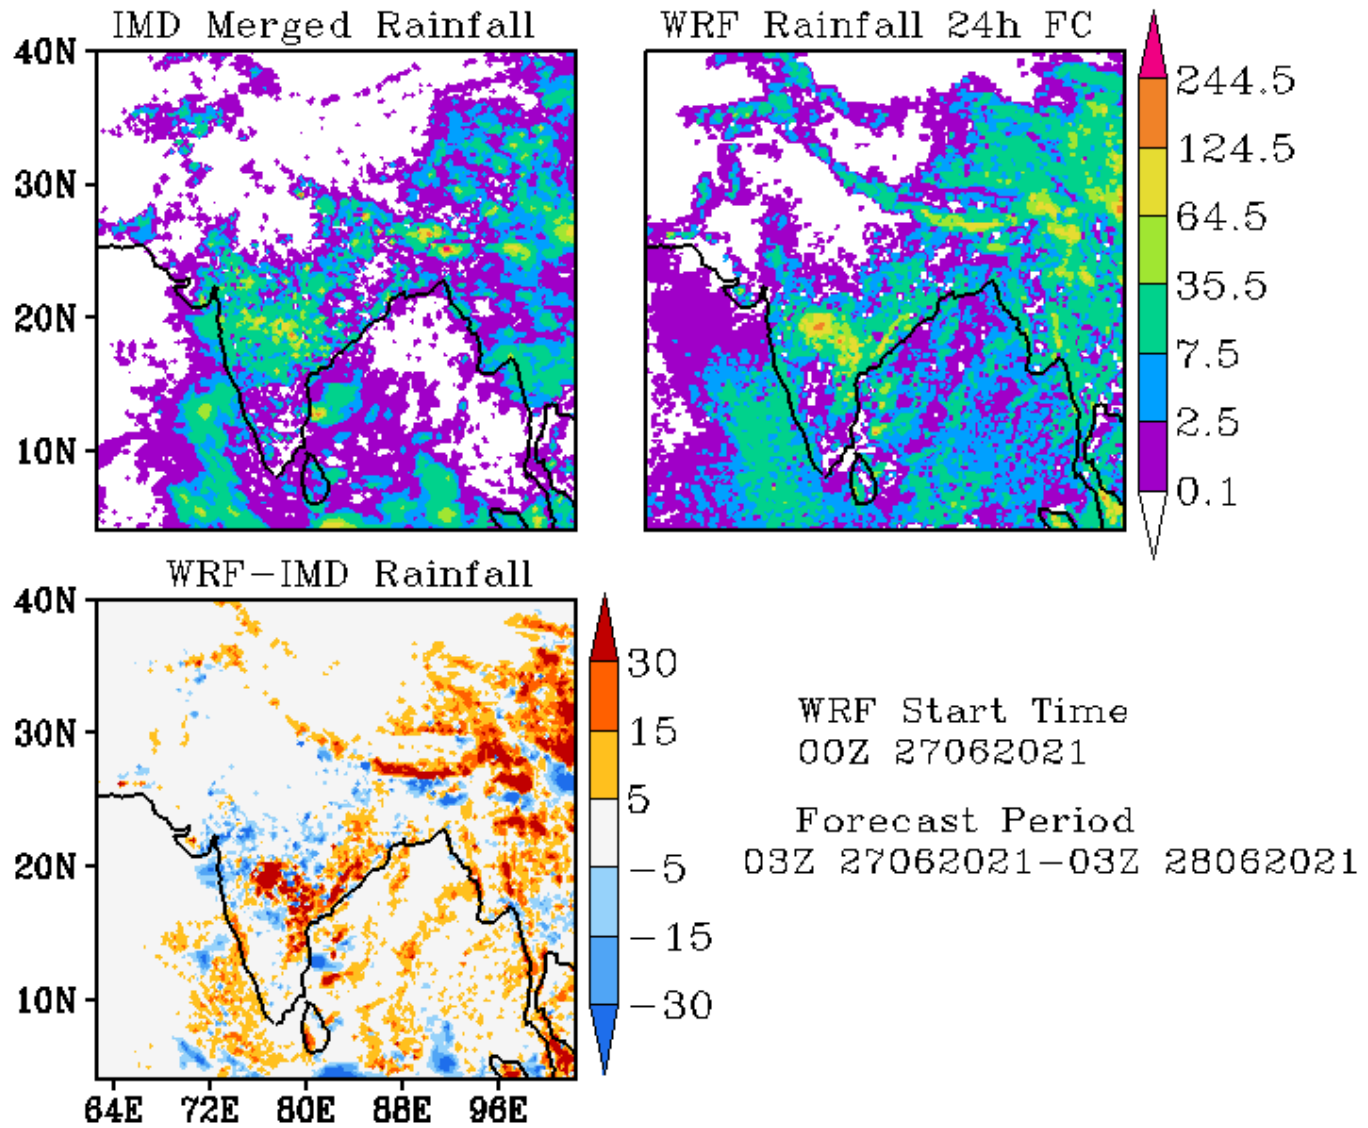 IMD Merged Rainfall
WRF Rainfall 24h FC
40N
30N
20N
10N
244.5
124.5
64.5
35.5
7.5
2.5
0.1
WRF-IMD Rainfall
40N
30N
20N
10N
64E 72E 80E 88E 96E
30
15
5
-5
-15
-30
WRF Start Time
00Z 27062021
Forecast Period
03Z 27062021-03Z 28062021